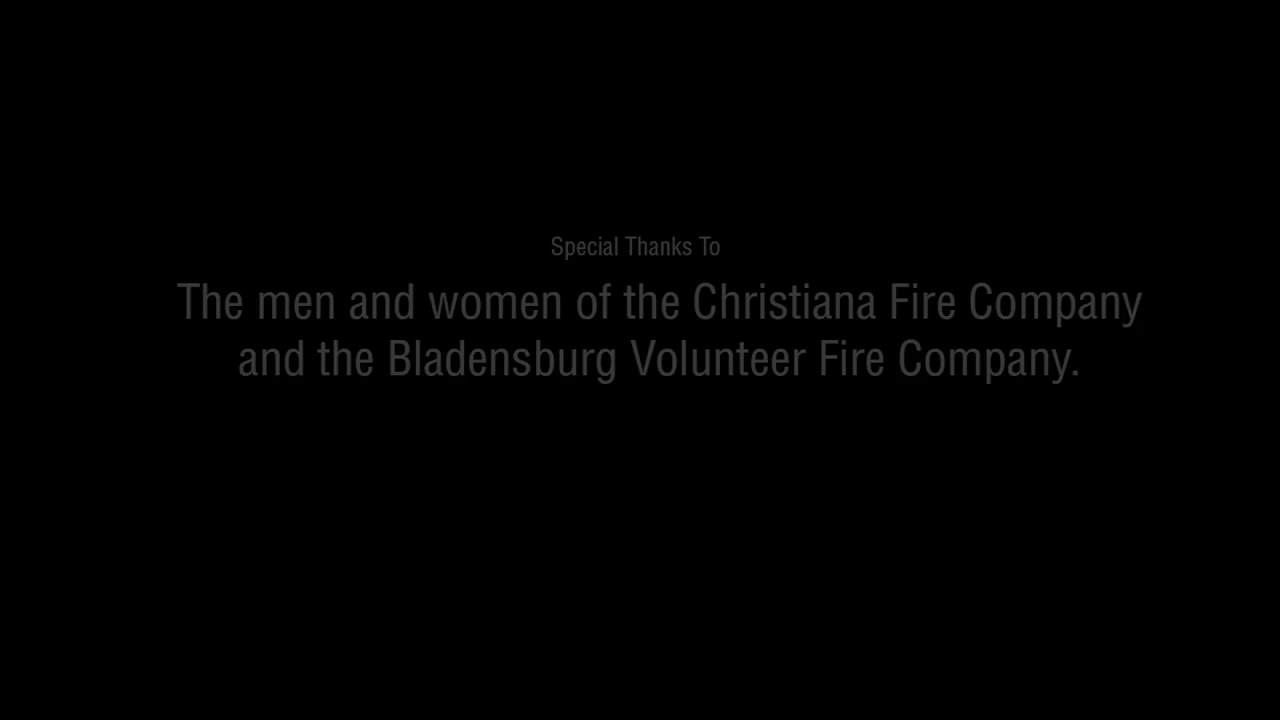 Special Thanks To
The men and women of the Christiana Fire Company
and the Bladensburg Volunteer Fire Company.